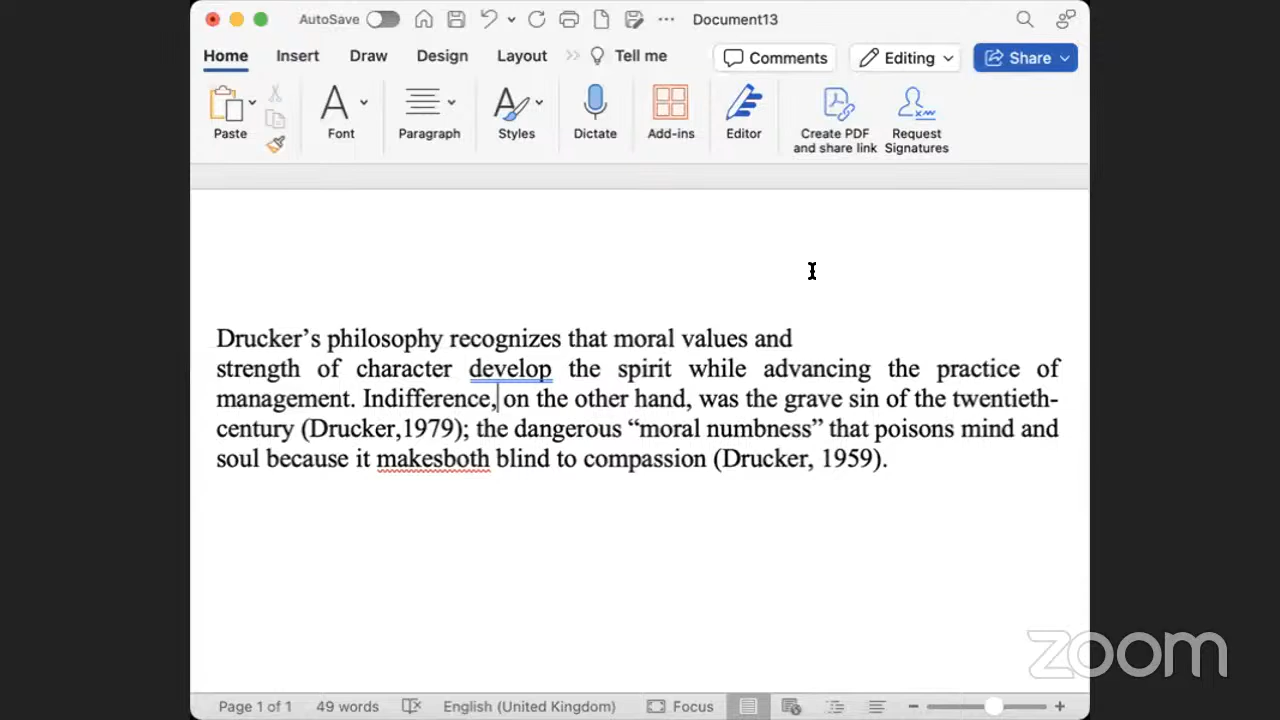 AutoSave Document13
Home Insert Draw Design Layout Tell me Comments Editing Share
Paste Font Paragraph Styles Dictate Add-ins Editor Create PDF and share link Request Signatures
Drucker’s philosophy recognizes that moral values and
strength of character develop the spirit while advancing the practice of
management. Indifference, on the other hand, was the grave sin of the twentieth-
century (Drucker,1979); the dangerous “moral numbness” that poisons mind and
soul because it makesboth blind to compassion (Drucker, 1959).
zoom
Page 1 of 1 49 words English (United Kingdom) Focus